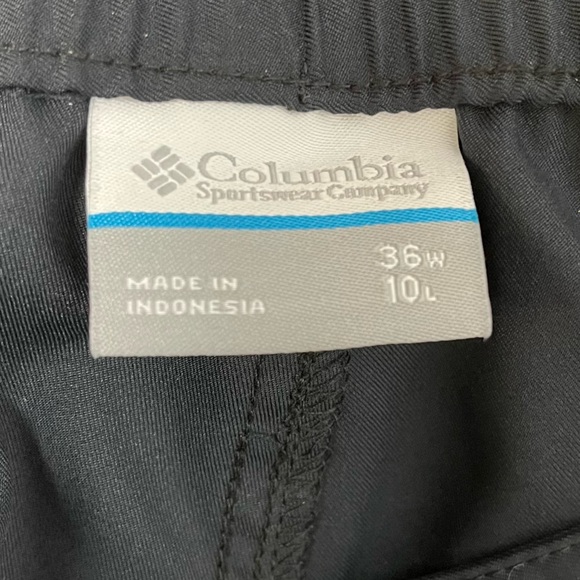 Columbia
Sportswear Company
36W
10L
MADE IN
INDONESIA